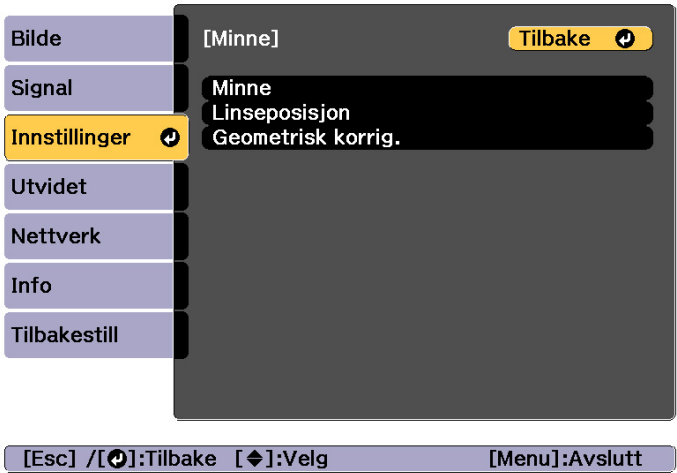 Bilde
Signal
Innstillinger
Utvidet
Nettverk
Info
Tilbakestill
[Minne] Tilbake
Minne
Linseposisjon
Geometrisk korrig.
[Esc] /[⏎]:Tilbake [◆]:Velg [Menu]:Avslutt